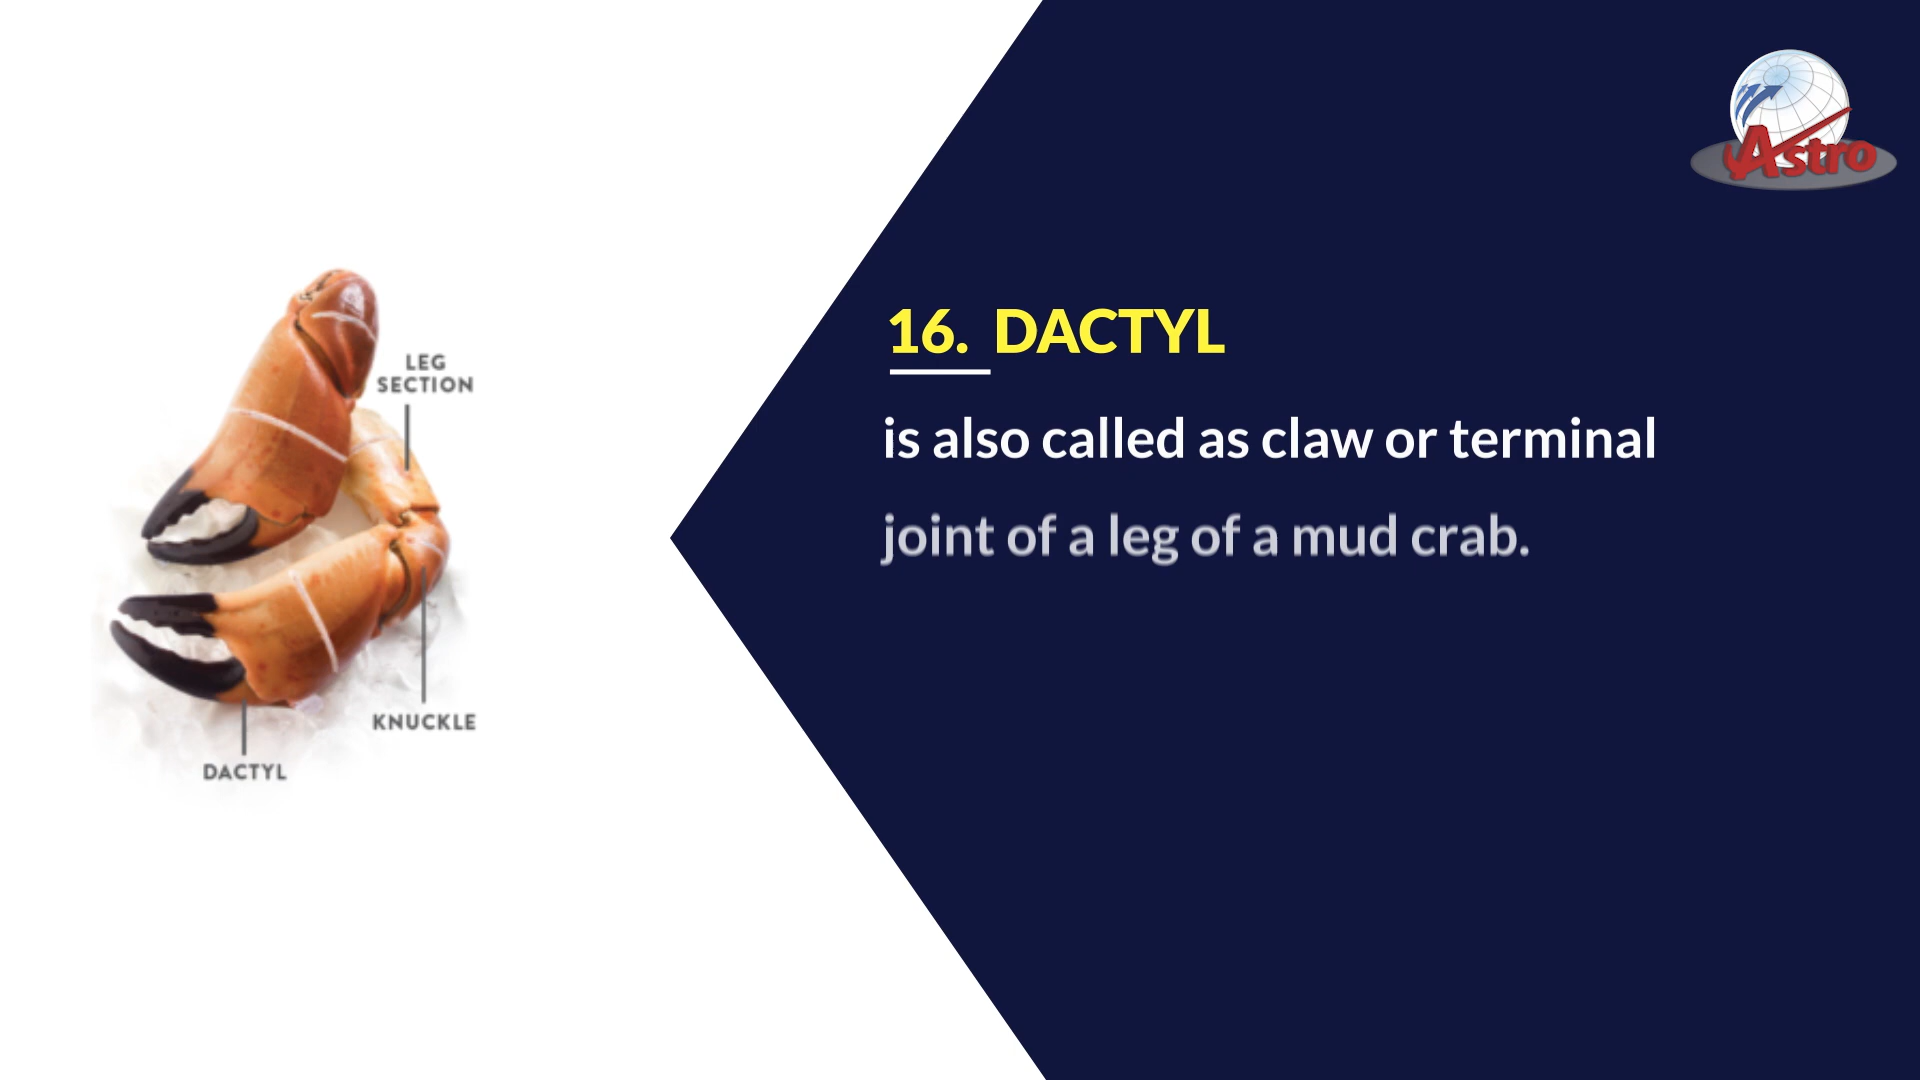 LEG
SECTION
KNUCKLE
DACTYL
Astro
16. DACTYL
is also called as claw or terminal
joint of a leg of a mud crab.